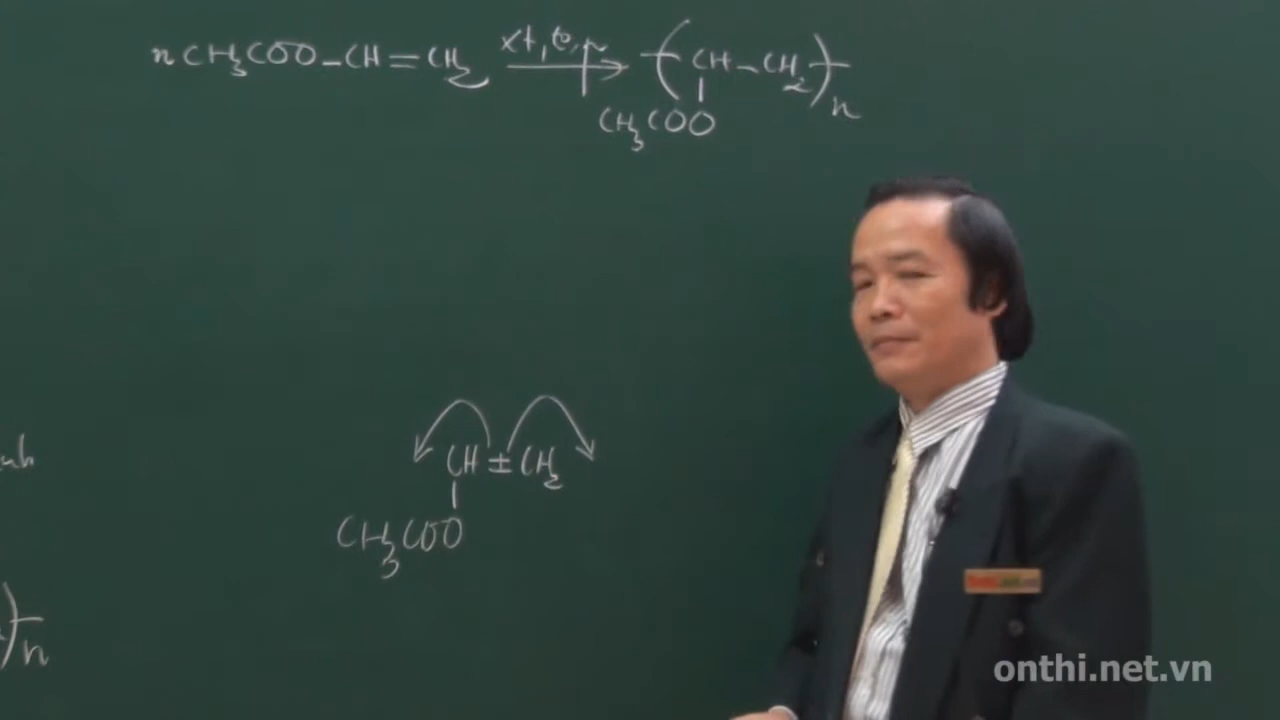 nCH₃COO-CH=CH₂ xt, t°, p → (-CH-CH₂-)n
CH₃COO
CH=CH₂
CH₃COO
)n
onthi.net.vn